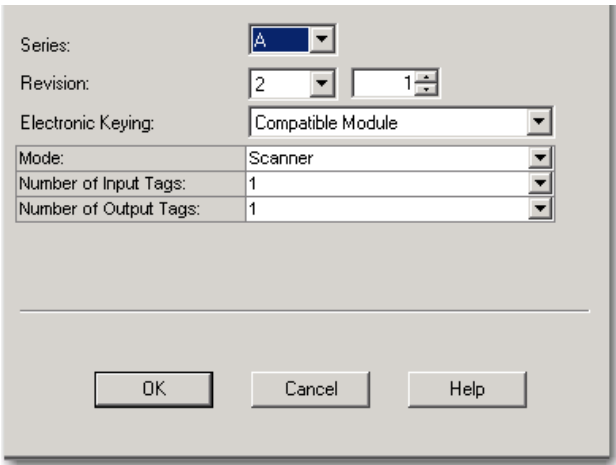 Series: A
Revision: 2 1
Electronic Keying: Compatible Module
Mode: Scanner
Number of Input Tags: 1
Number of Output Tags: 1
OK Cancel Help